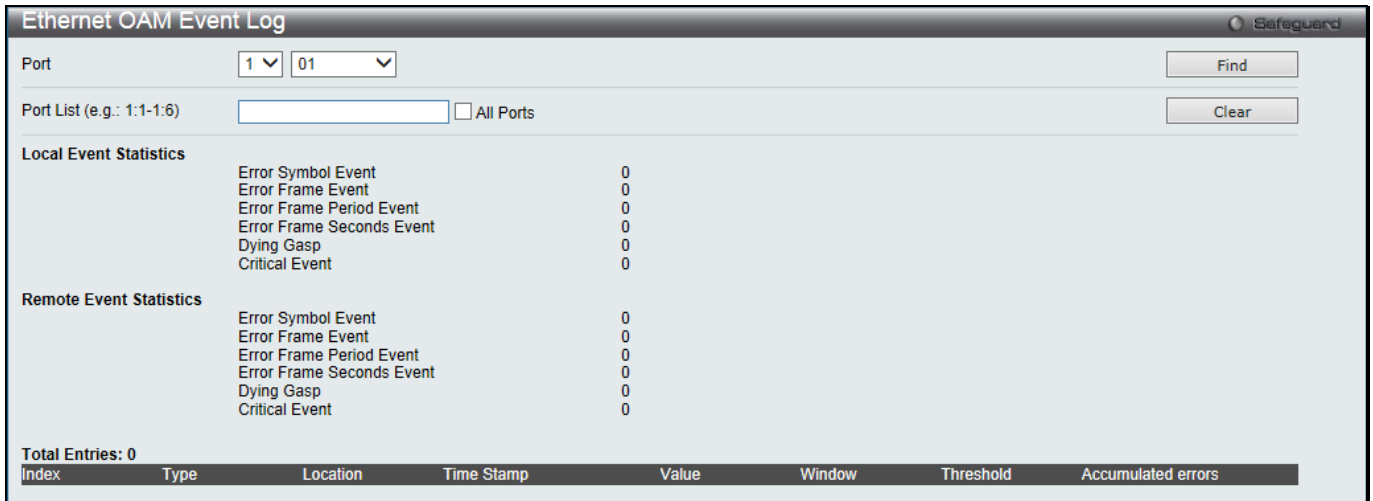 Ethernet OAM Event Log Safeguard
Port 1 01 Find
Port List (e.g.: 1:1-1:6) All Ports Clear
Local Event Statistics
Error Symbol Event 0
Error Frame Event 0
Error Frame Period Event 0
Error Frame Seconds Event 0
Dying Gasp 0
Critical Event 0
Remote Event Statistics
Error Symbol Event 0
Error Frame Event 0
Error Frame Period Event 0
Error Frame Seconds Event 0
Dying Gasp 0
Critical Event 0
Total Entries: 0
Index Type Location Time Stamp Value Window Threshold Accumulated errors